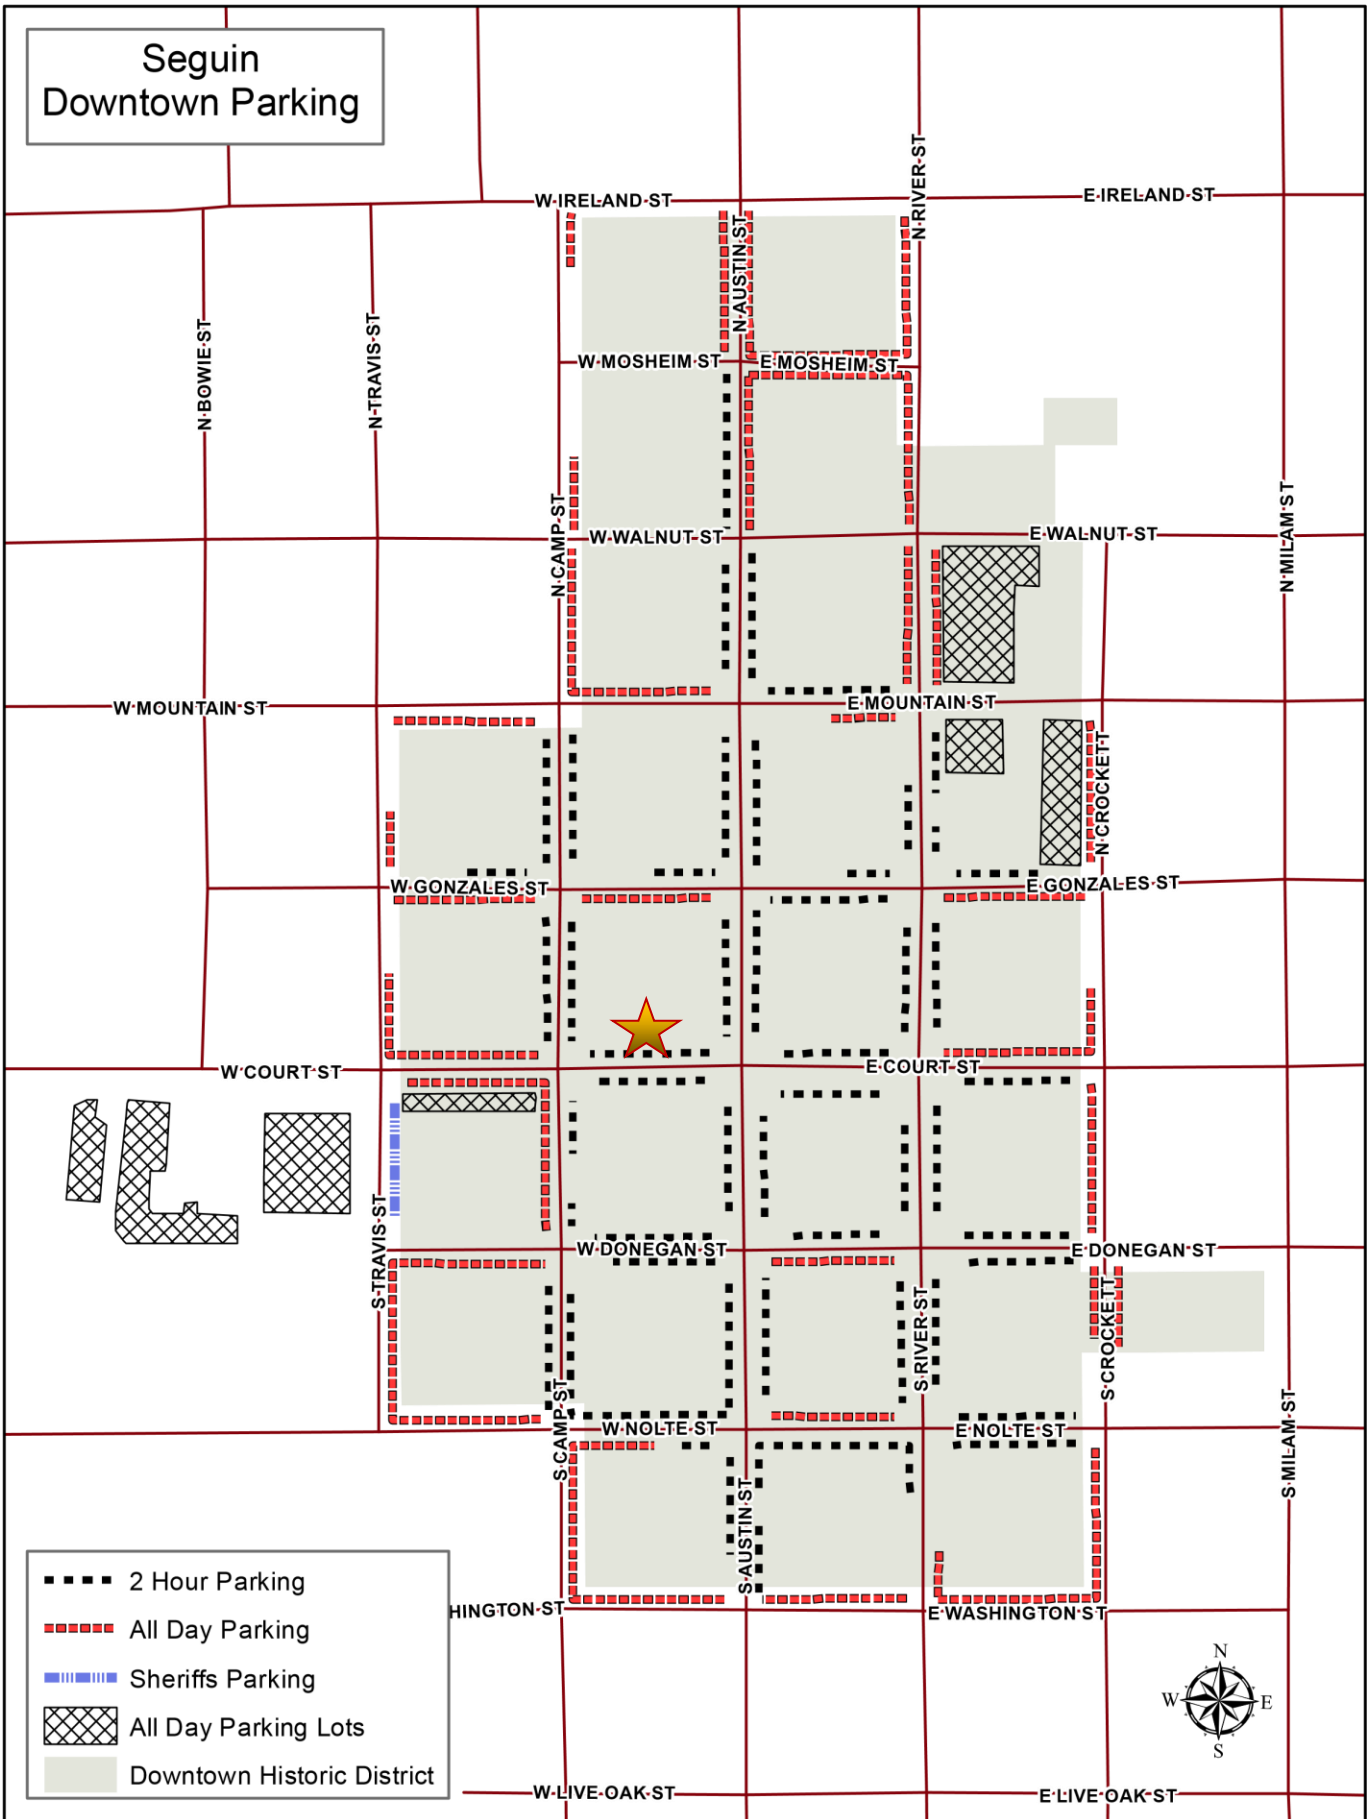 Seguin
Downtown Parking
N RIVER ST
W IRELAND ST
E IRELAND ST
N AUSTIN ST
N BOWIE ST
N TRAVIS ST
W MOSHEIM ST
E MOSHEIM ST
N CAMP ST
W WALNUT ST
E WALNUT ST
N MILAM ST
W MOUNTAIN ST
E MOUNTAIN ST
N CROCKETT
W GONZALES ST
E GONZALES ST
W COURT ST
E COURT ST
S TRAVIS ST
W DONEGAN ST
E DONEGAN ST
S RIVER ST
S CROCKETT
S CAMP ST
W NOLTE ST
E NOLTE ST
S MILAM ST
S AUSTIN ST
HINGTON ST
E WASHINGTON ST
W LIVE OAK ST
E LIVE OAK ST
2 Hour Parking
All Day Parking
Sheriffs Parking
All Day Parking Lots
Downtown Historic District
N
W
E
S